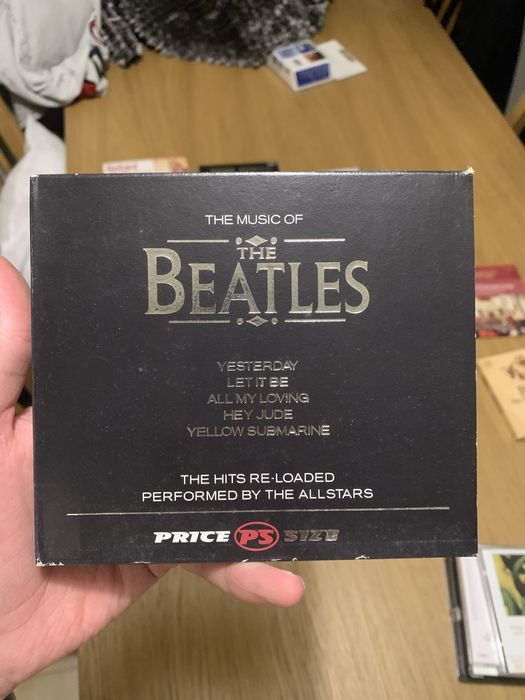 THE MUSIC OF
THE
BEATLES
YESTERDAY
LET IT BE
ALL MY LOVING
HEY JUDE
YELLOW SUBMARINE
THE HITS RE-LOADED
PERFORMED BY THE ALLSTARS
PRICE PS SIZE